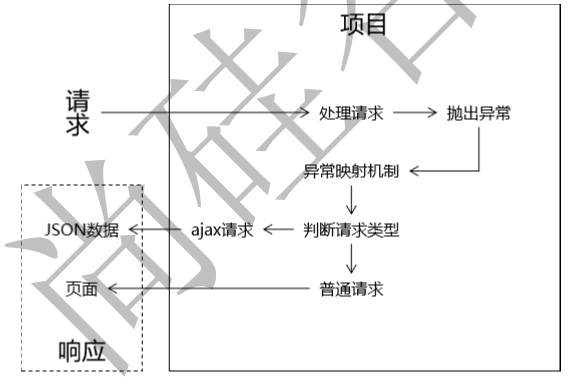 项目
请求
处理请求
抛出异常
异常映射机制
JSON数据
ajax请求
判断请求类型
页面
普通请求
响应
尚硅谷